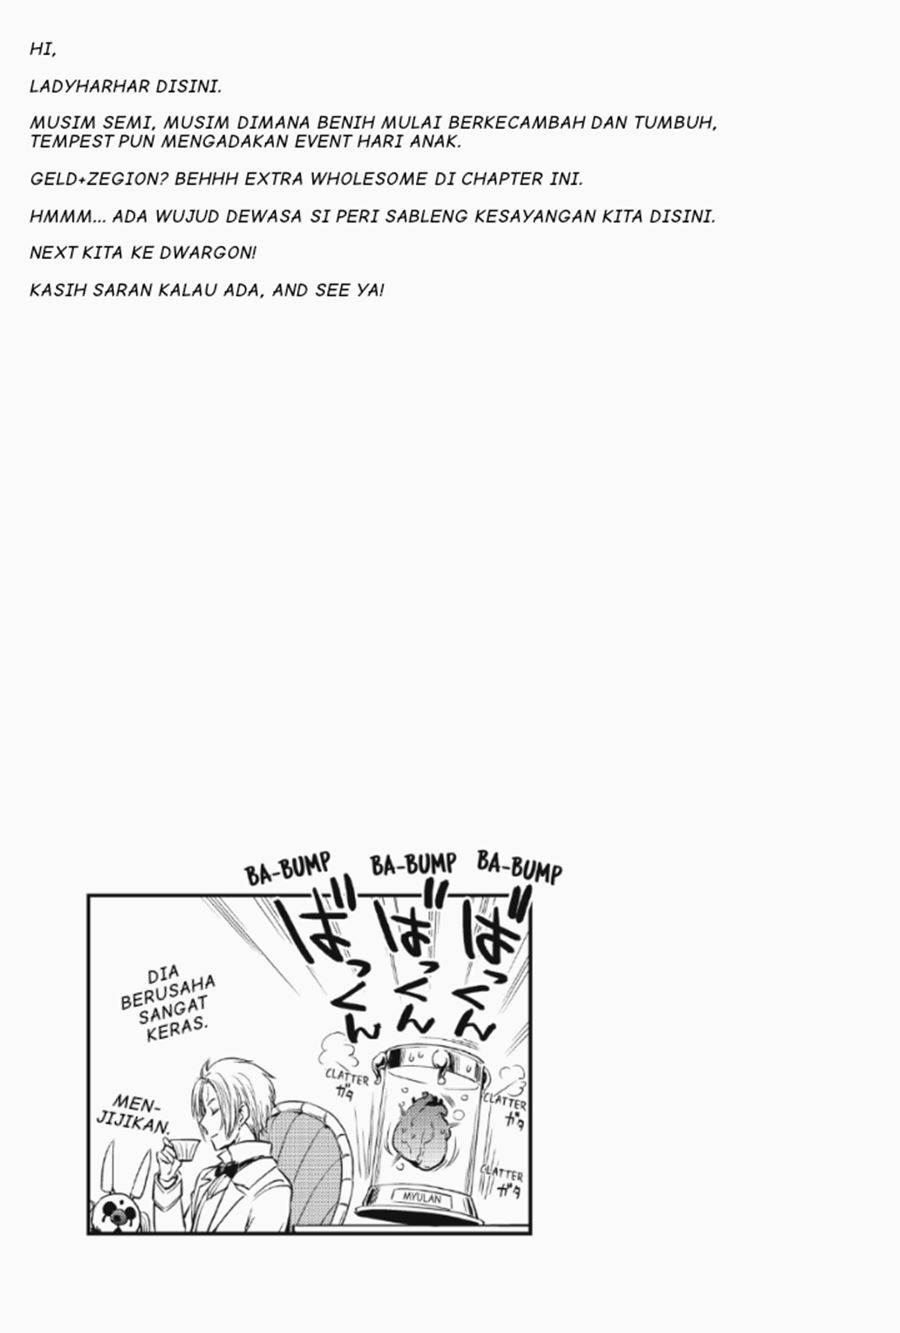 HI,
LADYHARHAR DISINI.
MUSIM SEMI, MUSIM DIMANA BENIH MULAI BERKECAMBAH DAN TUMBUH,
TEMPEST PUN MENGADAKAN EVENT HARI ANAK.
GELD+ZEGION? BEHHH EXTRA WHOLESOME DI CHAPTER INI.
HMMM... ADA WUJUD DEWASA SI PERI SABLENG KESAYANGAN KITA DISINI.
NEXT KITA KE DWARGON!
KASIH SARAN KALAU ADA, AND SEE YA!
BA-BUMP
BA-BUMP
BA-BUMP
ばっくん
ばっくん
ばっくん
DIA
BERUSAHA
SANGAT
KERAS.
MEN-
JIJIKAN.
CLATTER
ガタ
CLATTER
ガタ
CLATTER
ガタ
MYULAN